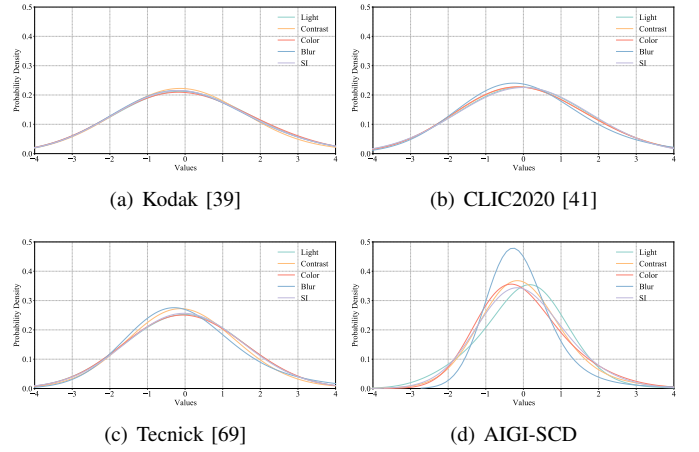 Probability Density
0.5
0.4
0.3
0.2
0.1
0.0
−4 −3 −2 −1 0 1 2 3 4
Values
Light
Contrast
Color
Blur
SI
(a) Kodak [39]
Probability Density
0.5
0.4
0.3
0.2
0.1
0.0
−4 −3 −2 −1 0 1 2 3 4
Values
Light
Contrast
Color
Blur
SI
(b) CLIC2020 [41]
Probability Density
0.5
0.4
0.3
0.2
0.1
0.0
−4 −3 −2 −1 0 1 2 3 4
Values
Light
Contrast
Color
Blur
SI
(c) Tecnick [69]
Probability Density
0.5
0.4
0.3
0.2
0.1
0.0
−4 −3 −2 −1 0 1 2 3 4
Values
Light
Contrast
Color
Blur
SI
(d) AIGI-SCD